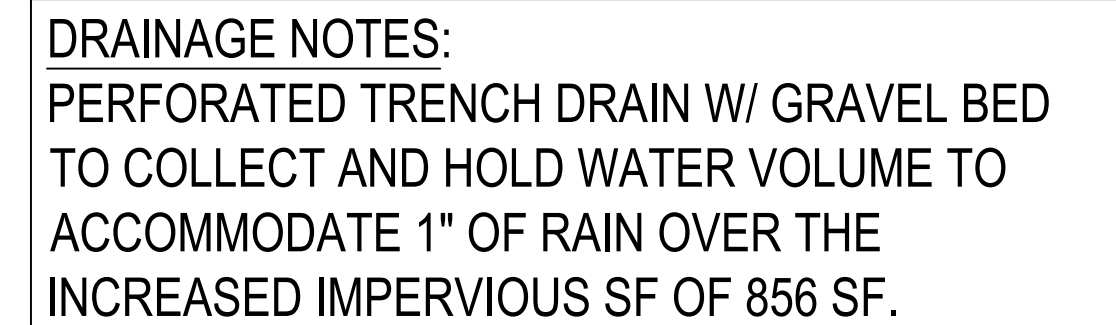 DRAINAGE NOTES:
PERFORATED TRENCH DRAIN W/ GRAVEL BED
TO COLLECT AND HOLD WATER VOLUME TO
ACCOMMODATE 1" OF RAIN OVER THE
INCREASED IMPERVIOUS SF OF 856 SF.